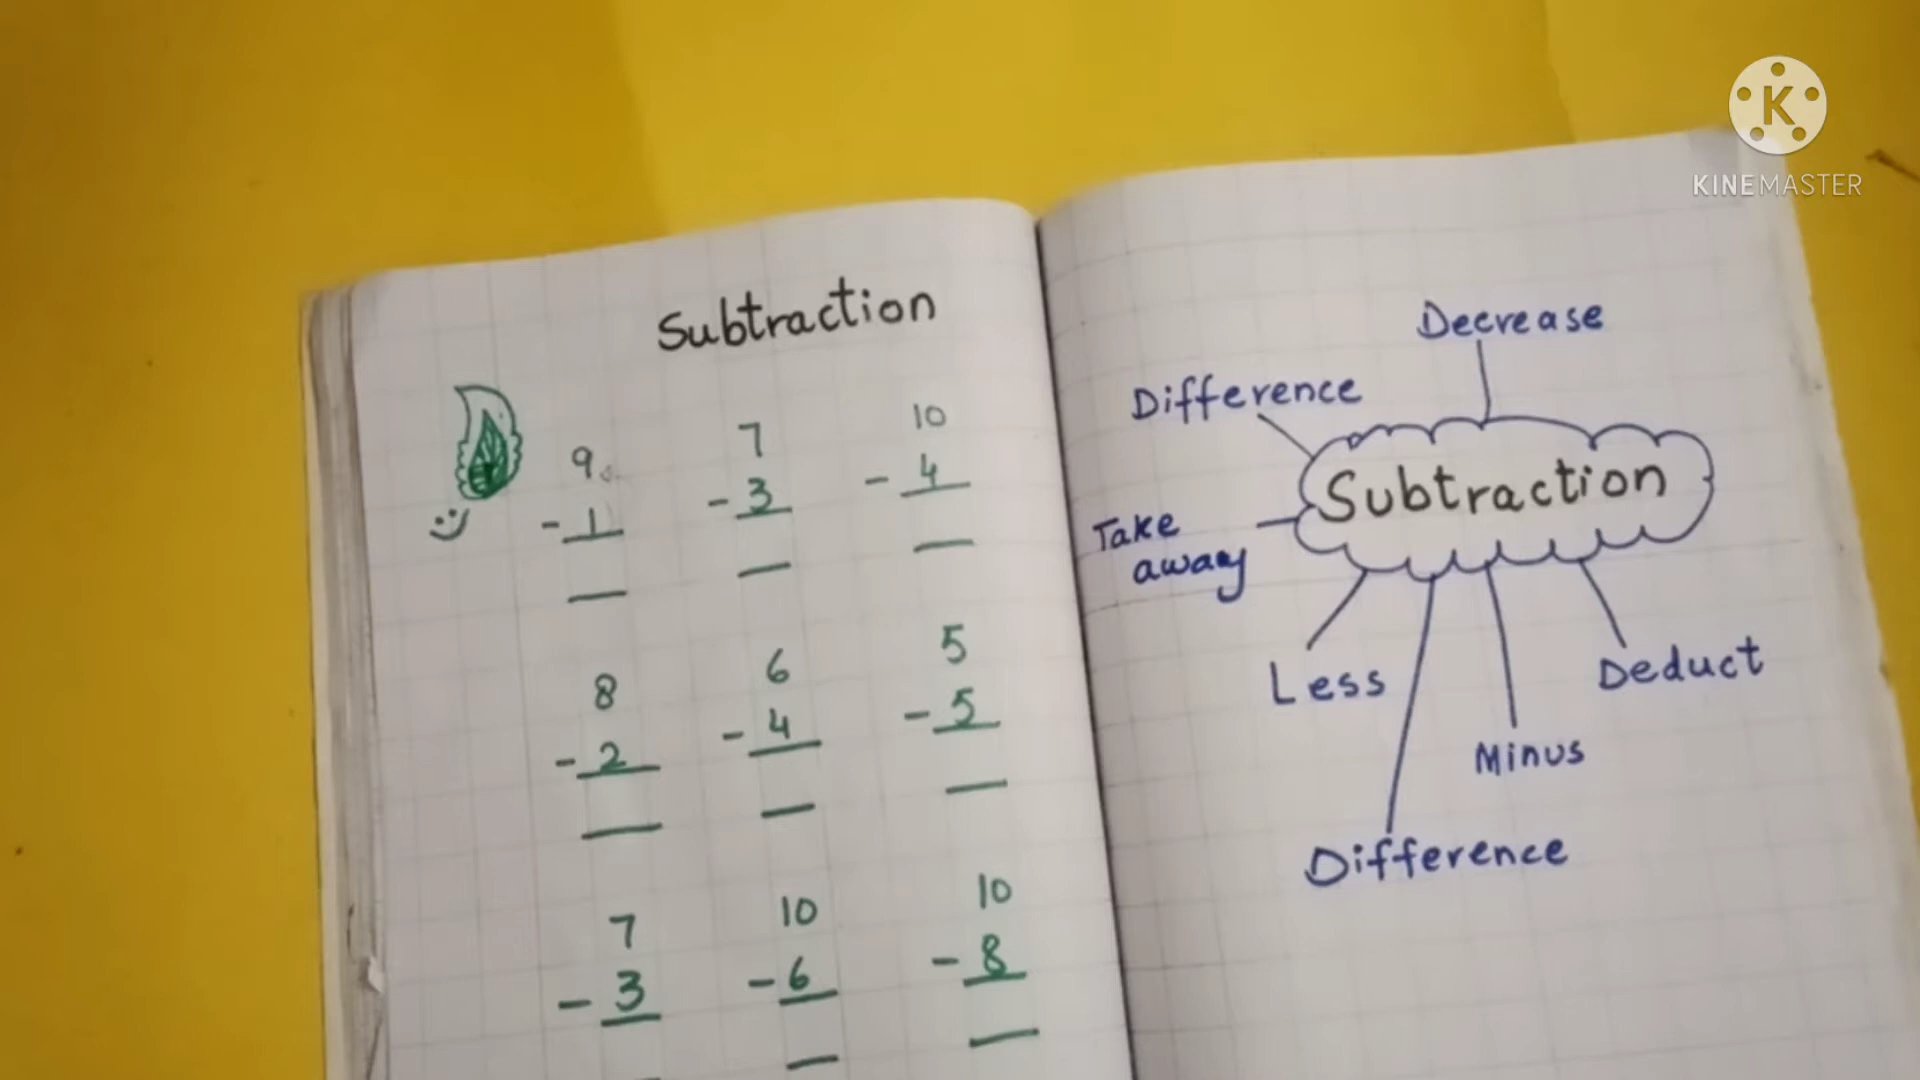 Subtraction
9 7 10
- 1 - 3 - 4
8 6 5
- 2 - 4 - 5
7 10 10
- 3 - 6 - 8
Decrease
Difference
Subtraction
Take
away
Less
Deduct
Minus
Difference
K
KINEMASTER